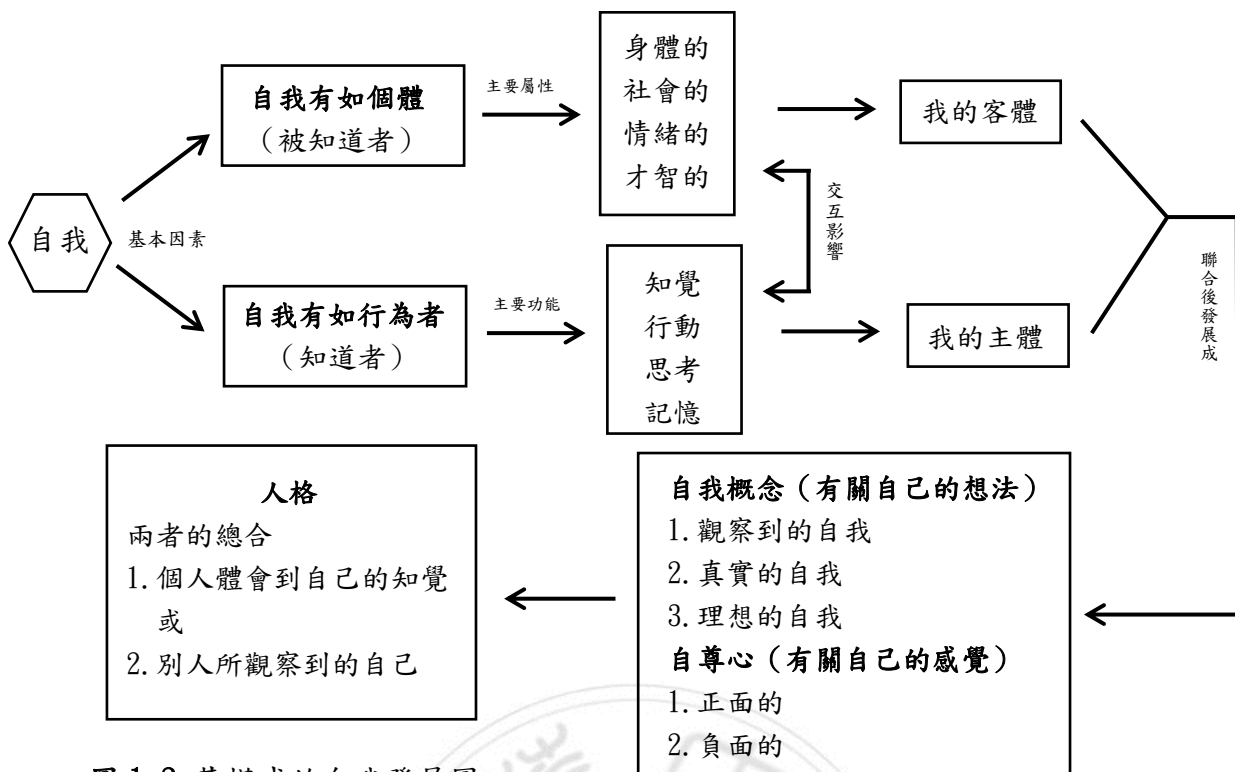 自我
基本因素
自我有如個體
（被知道者）
主要屬性
身體的
社會的
情緒的
才智的
我的客體
自我有如行為者
（知道者）
主要功能
知覺
行動
思考
記憶
我的主體
交互影響
聯合後發展成
自我概念（有關自己的想法）
1.觀察到的自我
2.真實的自我
3.理想的自我
自尊心（有關自己的感覺）
1.正面的
2.負面的
人格
兩者的總合
1.個人體會到自己的知覺
或
2.別人所觀察到的自己